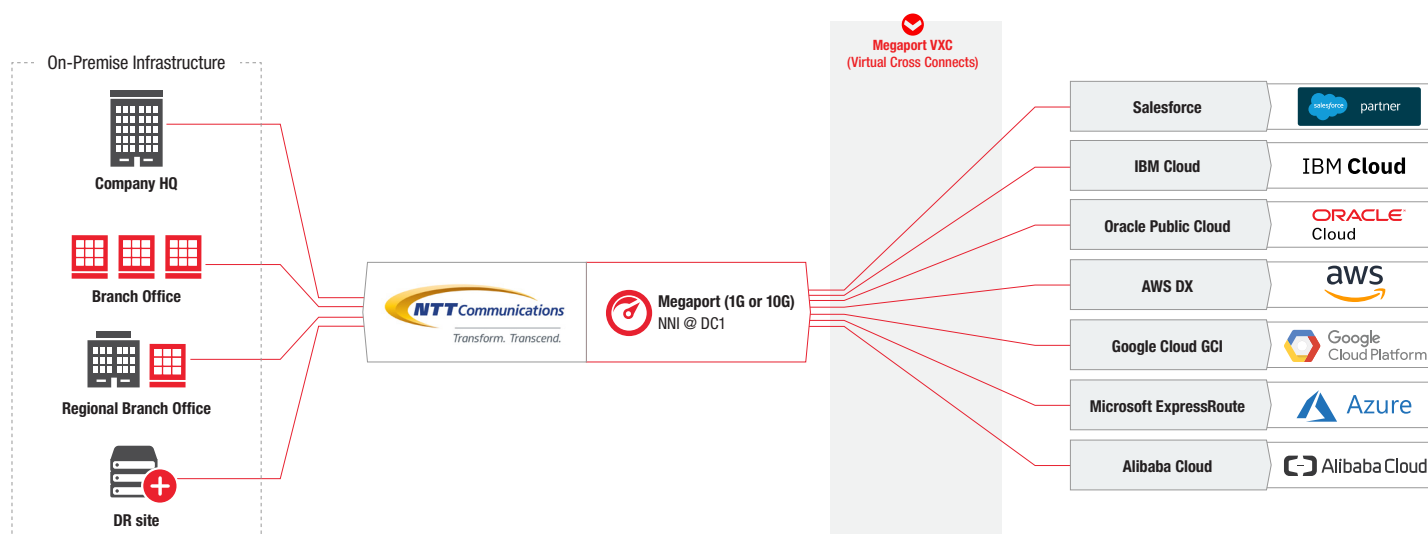 On-Premise Infrastructure
Company HQ
Branch Office
Regional Branch Office
DR site
NTT Communications
Transform. Transcend.
Megaport (1G or 10G)
NNI @ DC1
Megaport VXC
(Virtual Cross Connects)
Salesforce
salesforce partner
IBM Cloud
IBM Cloud
Oracle Public Cloud
ORACLE
Cloud
AWS DX
aws
Google Cloud GCI
Google
Cloud Platform
Microsoft ExpressRoute
Azure
Alibaba Cloud
Alibaba Cloud